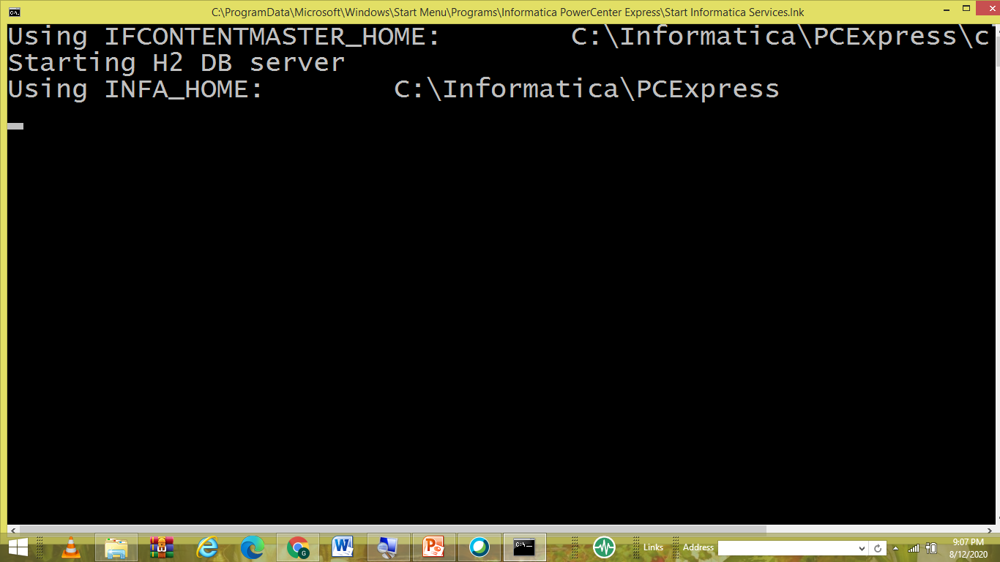 C:\ProgramData\Microsoft\Windows\Start Menu\Programs\Informatica PowerCenter Express\Start Informatica Services.lnk
Using IFCONTENTMASTER_HOME:        C:\Informatica\PCExpress\c
Starting H2 DB server
Using INFA_HOME:        C:\Informatica\PCExpress
Links
Address
9:07 PM
8/12/2020